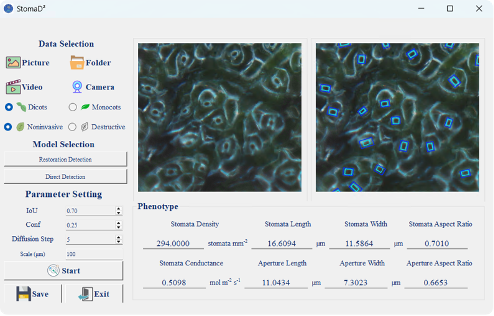 StomaD²
Data Selection
Picture Folder
Video Camera
Dicots Monocots
Noninvasive Destructive
Model Selection
Restoration Detection
Direct Detection
Parameter Setting
IoU 0.70
Conf 0.25
Diffusion Step 5
Scale (μm) 100
Start
Save Exit
Phenotype
Stomata Density Stomata Length Stomata Width Stomata Aspect Ratio
294.0000 stomata mm⁻² 16.6094 μm 11.5864 μm 0.7010
Stomata Conductance Aperture Length Aperture Width Aperture Aspect Ratio
0.5098 mol m⁻² s⁻¹ 11.0434 μm 7.3023 μm 0.6653